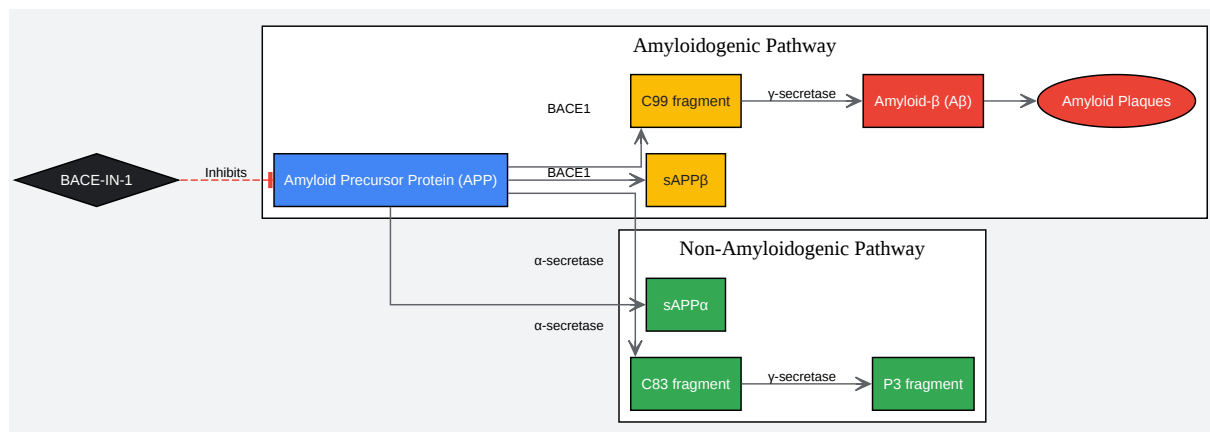 Amyloidogenic Pathway
BACE1
C99 fragment
γ-secretase
Amyloid-β (Aβ)
Amyloid Plaques
BACE-IN-1
Inhibits
Amyloid Precursor Protein (APP)
BACE1
sAPPβ
Non-Amyloidogenic Pathway
α-secretase
sAPPα
α-secretase
C83 fragment
γ-secretase
P3 fragment